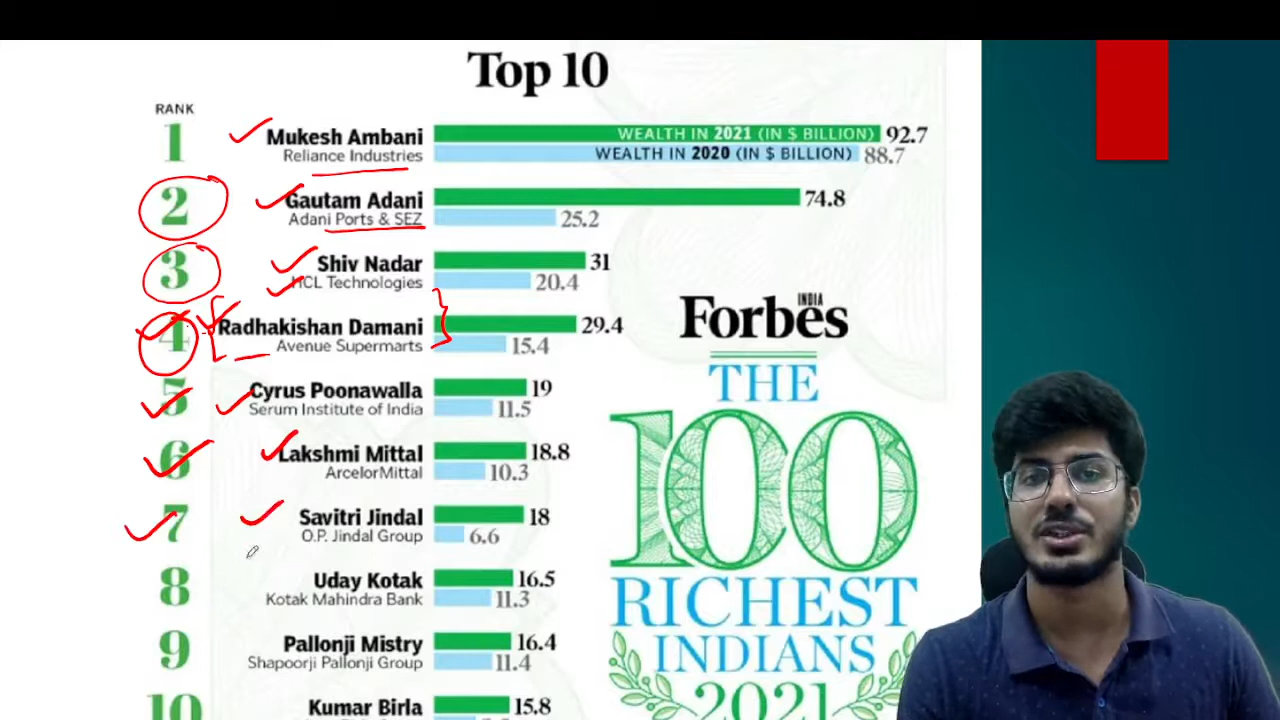 Top 10
RANK
1
Mukesh Ambani
Reliance Industries
WEALTH IN 2021 (IN $ BILLION) 92.7
WEALTH IN 2020 (IN $ BILLION) 88.7
2
Gautam Adani
Adani Ports & SEZ
74.8
25.2
3
Shiv Nadar
HCL Technologies
31
20.4
4
Radhakishan Damani
Avenue Supermarts
29.4
15.4
5
Cyrus Poonawalla
Serum Institute of India
19
11.5
6
Lakshmi Mittal
ArcelorMittal
18.8
10.3
7
Savitri Jindal
O.P. Jindal Group
18
6.6
8
Uday Kotak
Kotak Mahindra Bank
16.5
11.3
9
Pallonji Mistry
Shapoorji Pallonji Group
16.4
11.4
10
Kumar Birla
15.8
Forbes
INDIA
THE
100
RICHEST
INDIANS
2021